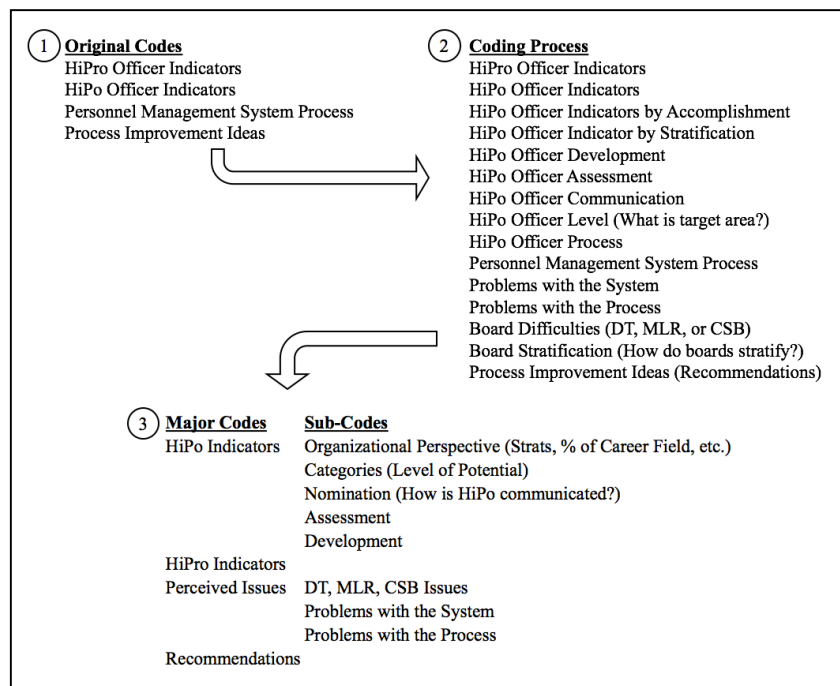 1 Original Codes
HiPro Officer Indicators
HiPo Officer Indicators
Personnel Management System Process
Process Improvement Ideas
2 Coding Process
HiPro Officer Indicators
HiPo Officer Indicators
HiPo Officer Indicators by Accomplishment
HiPo Officer Indicator by Stratification
HiPo Officer Development
HiPo Officer Assessment
HiPo Officer Communication
HiPo Officer Level (What is target area?)
HiPo Officer Process
Personnel Management System Process
Problems with the System
Problems with the Process
Board Difficulties (DT, MLR, or CSB)
Board Stratification (How do boards stratify?)
Process Improvement Ideas (Recommendations)
3 Major Codes Sub-Codes
HiPo Indicators Organizational Perspective (Strats, % of Career Field, etc.)
Categories (Level of Potential)
Nomination (How is HiPo communicated?)
Assessment
Development
HiPro Indicators
Perceived Issues DT, MLR, CSB Issues
Problems with the System
Problems with the Process
Recommendations